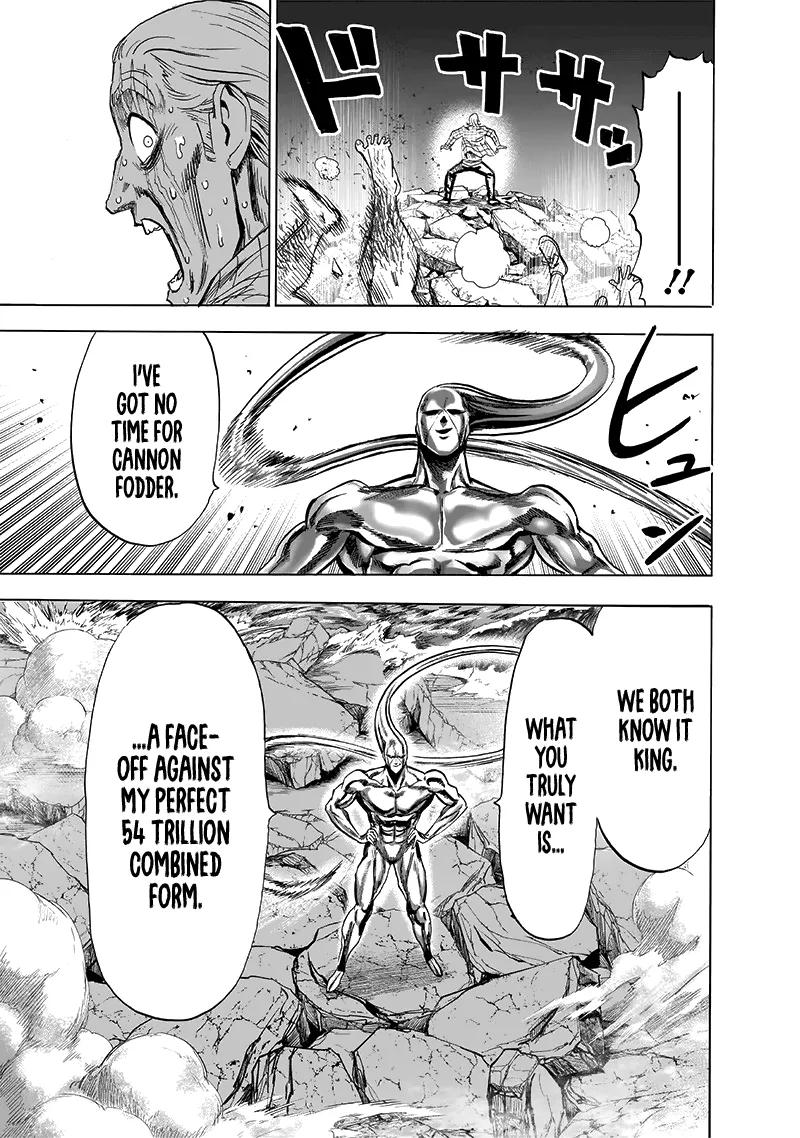 ——!!
ドササッ
ヒュン
I'VE
GOT NO
TIME FOR
CANNON
FODDER.
WE BOTH
KNOW IT
KING.
WHAT
YOU
TRULY
WANT
IS...
...A FACE-
OFF AGAINST
MY PERFECT
54 TRILLION
COMBINED
FORM.